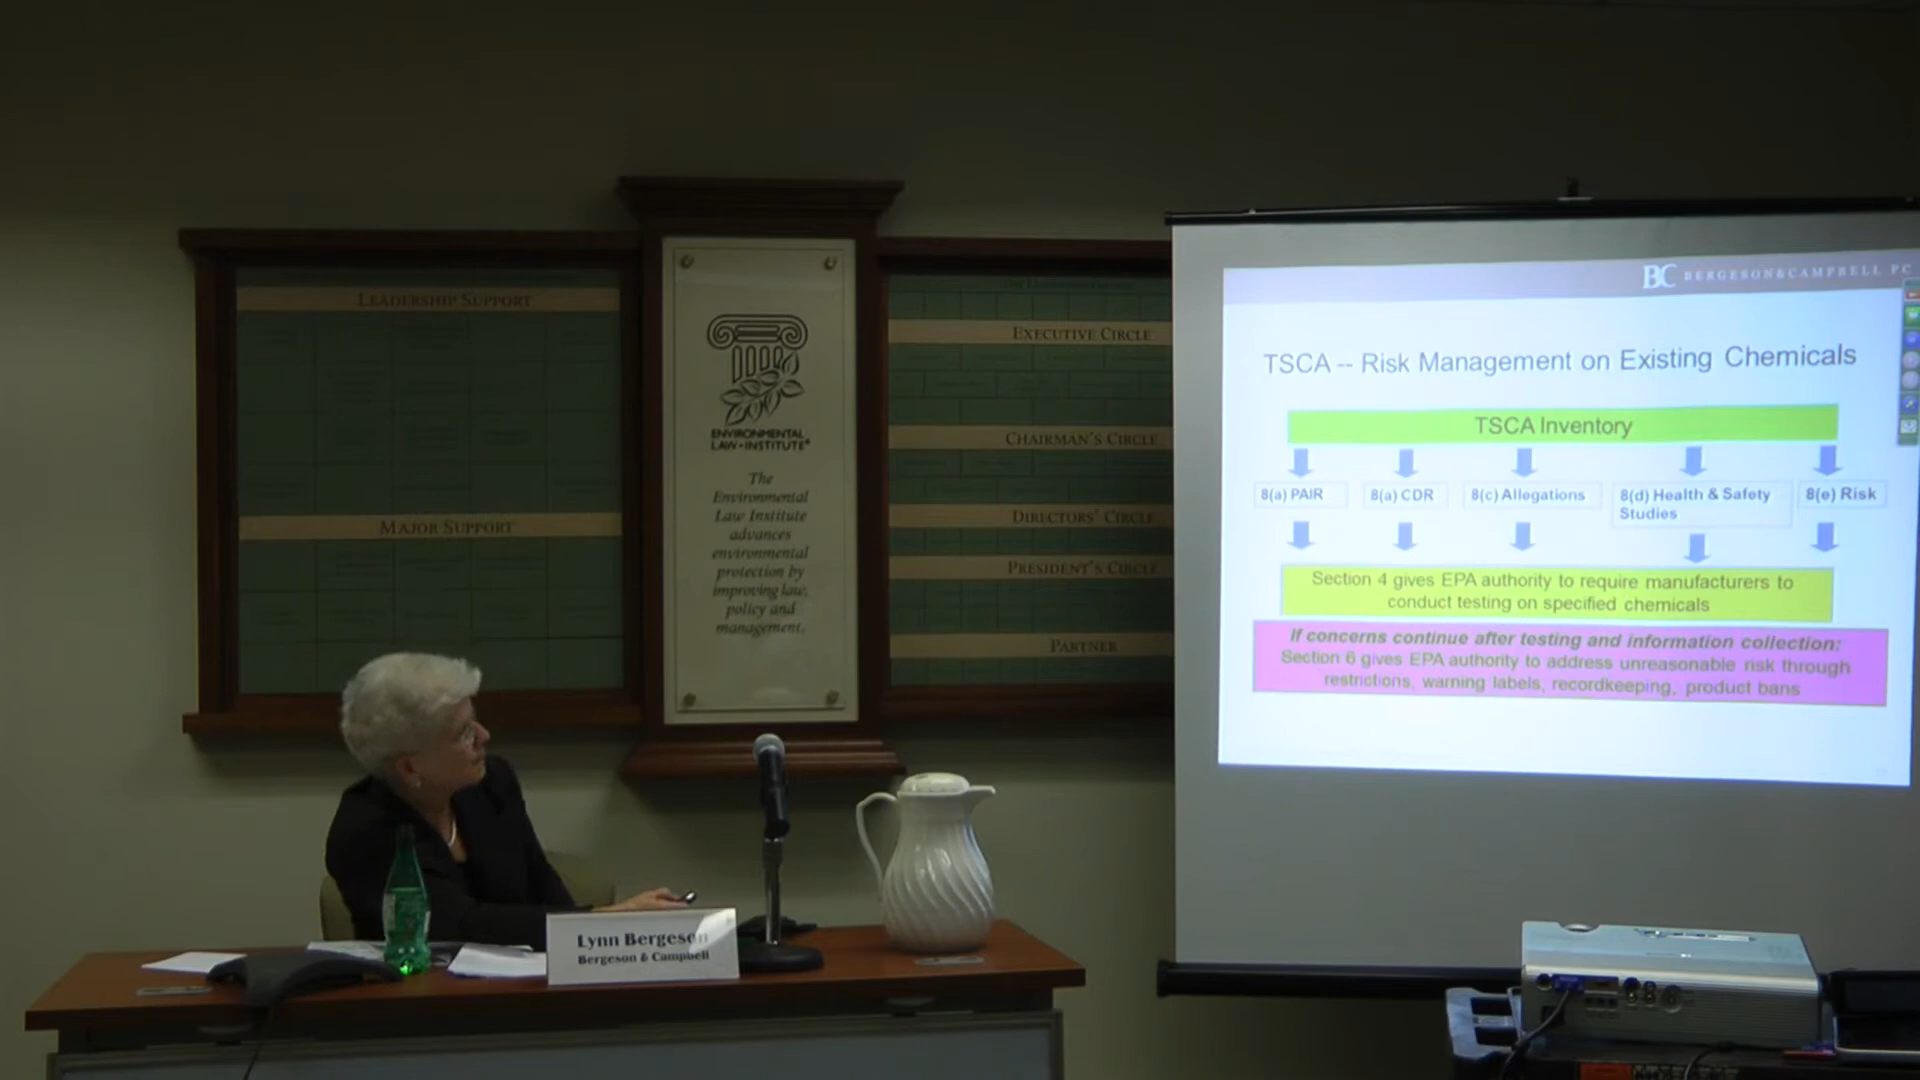 LEADERSHIP SUPPORT
MAJOR SUPPORT
ENVIRONMENTAL
LAW•INSTITUTE®
The
Environmental
Law Institute
advances
environmental
protection by
improving law,
policy and
management.
EXECUTIVE CIRCLE
CHAIRMAN'S CIRCLE
DIRECTORS' CIRCLE
PRESIDENT'S CIRCLE
PARTNER
BC BERGESON&CAMPBELL PC
TSCA -- Risk Management on Existing Chemicals
TSCA Inventory
8(a) PAIR
8(a) CDR
8(c) Allegations
8(d) Health & Safety
Studies
8(e) Risk
Section 4 gives EPA authority to require manufacturers to
conduct testing on specified chemicals
If concerns continue after testing and information collection:
Section 6 gives EPA authority to address unreasonable risk through
restrictions, warning labels, recordkeeping, product bans
Lynn Bergeson
Bergeson & Campbell